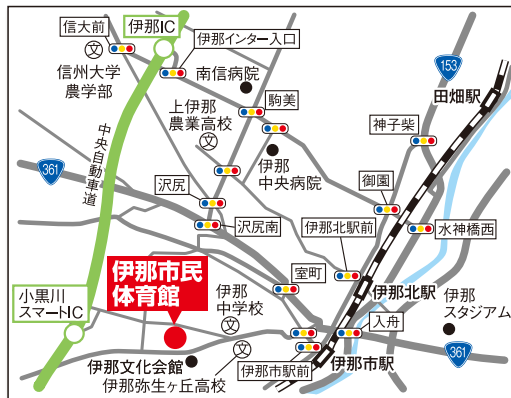 信大前
伊那IC
伊那インター入口
153
信州大学
農学部
文
南信病院
田畑駅
上伊那
農業高校
文
駒美
神子柴
中央自動車道
361
伊那
中央病院
沢尻
御園
沢尻南
伊那北駅前
水神橋西
伊那市民
体育館
室町
小黒川
スマートIC
伊那
中学校
文
伊那北駅
伊那
スタジアム
入舟
伊那文化会館
文
伊那弥生ヶ丘高校
伊那市駅前
伊那市駅
361